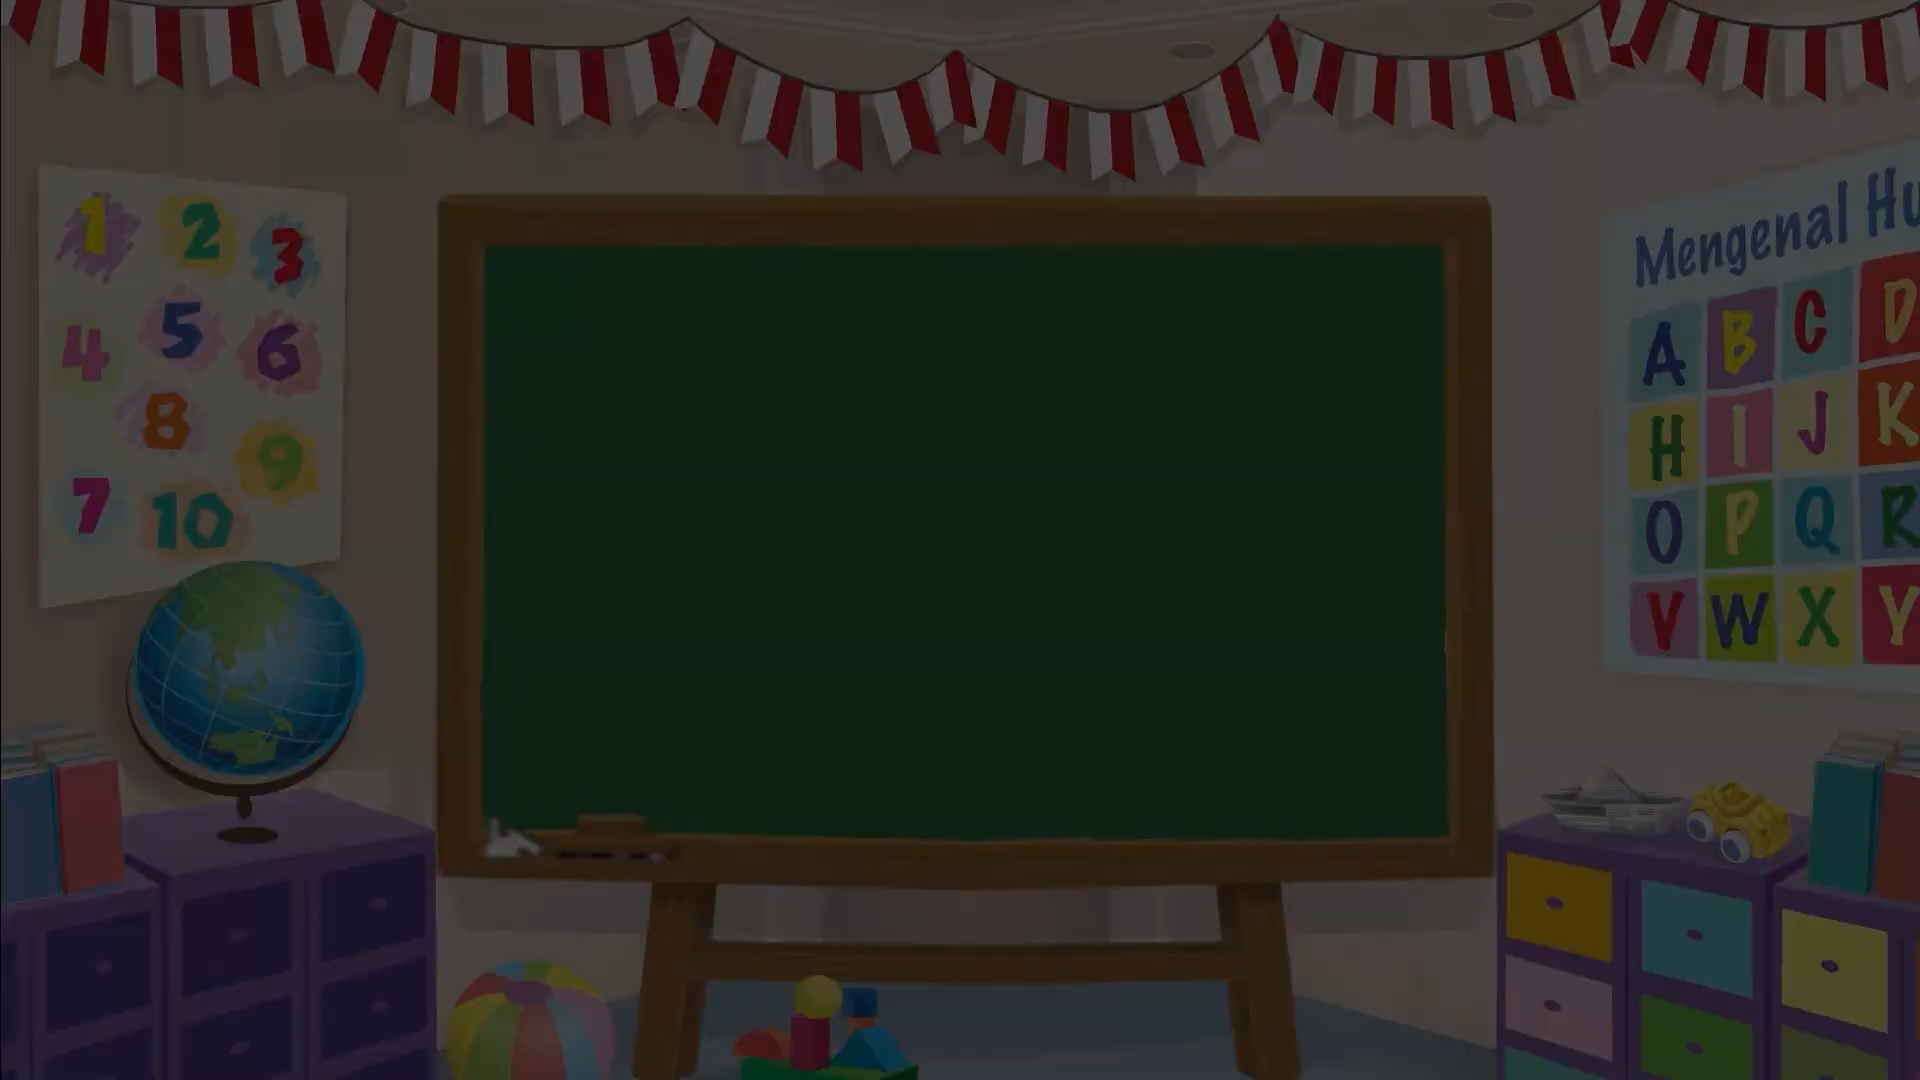 1 2 3
4 5 6
8 9
7 10
Mengenal Hu
A B C D
H I J K
O P Q R
V W X Y